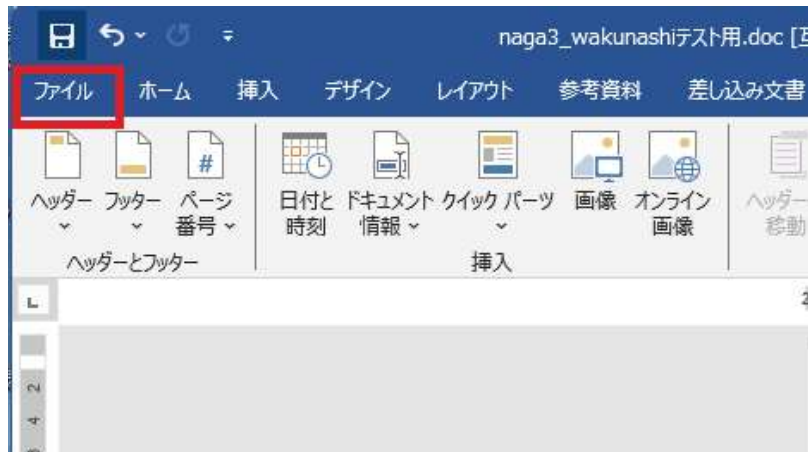 naga3_wakunashiテスト用.doc [互
ファイル ホーム 挿入 デザイン レイアウト 参考資料 差し込み文書
ヘッダー フッター ページ番号 日付と時刻 ドキュメント情報 クイック パーツ 画像 オンライン画像 ヘッダー 移動
ヘッダーとフッター 挿入
L
2
2
4